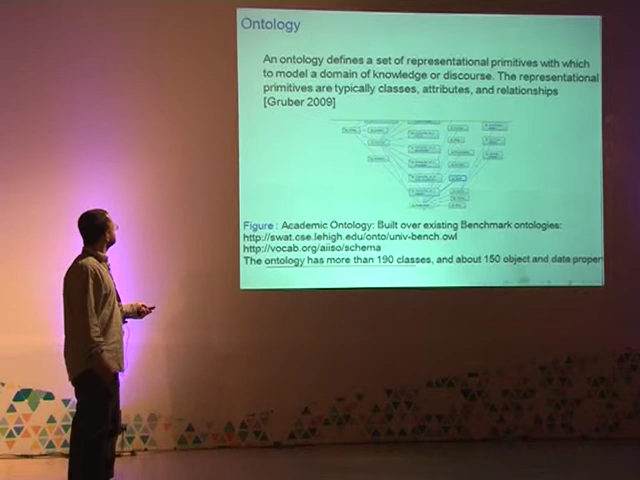 Ontology
An ontology defines a set of representational primitives with which
to model a domain of knowledge or discourse. The representational
primitives are typically classes, attributes, and relationships
[Gruber 2009]
Figure : Academic Ontology: Built over existing Benchmark ontologies:
http://swat.cse.lehigh.edu/onto/univ-bench.owl
http://vocab.org/aiiso/schema
The ontology has more than 190 classes, and about 150 object and data proper